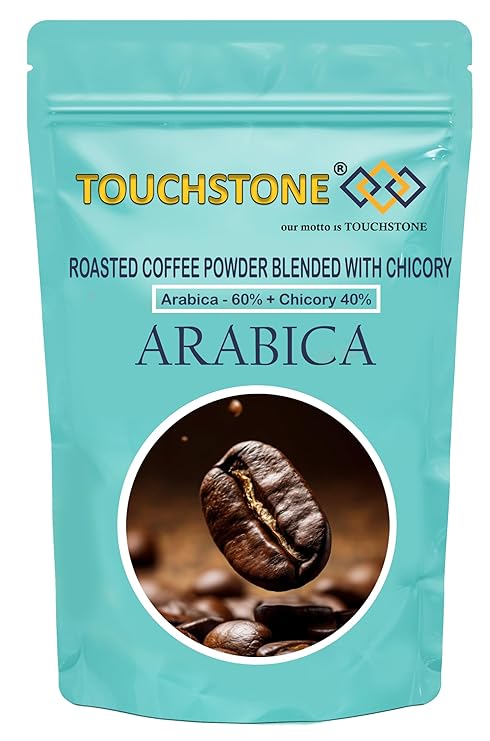 TOUCHSTONE®
our motto is TOUCHSTONE
ROASTED COFFEE POWDER BLENDED WITH CHICORY
Arabica - 60% + Chicory 40%
ARABICA